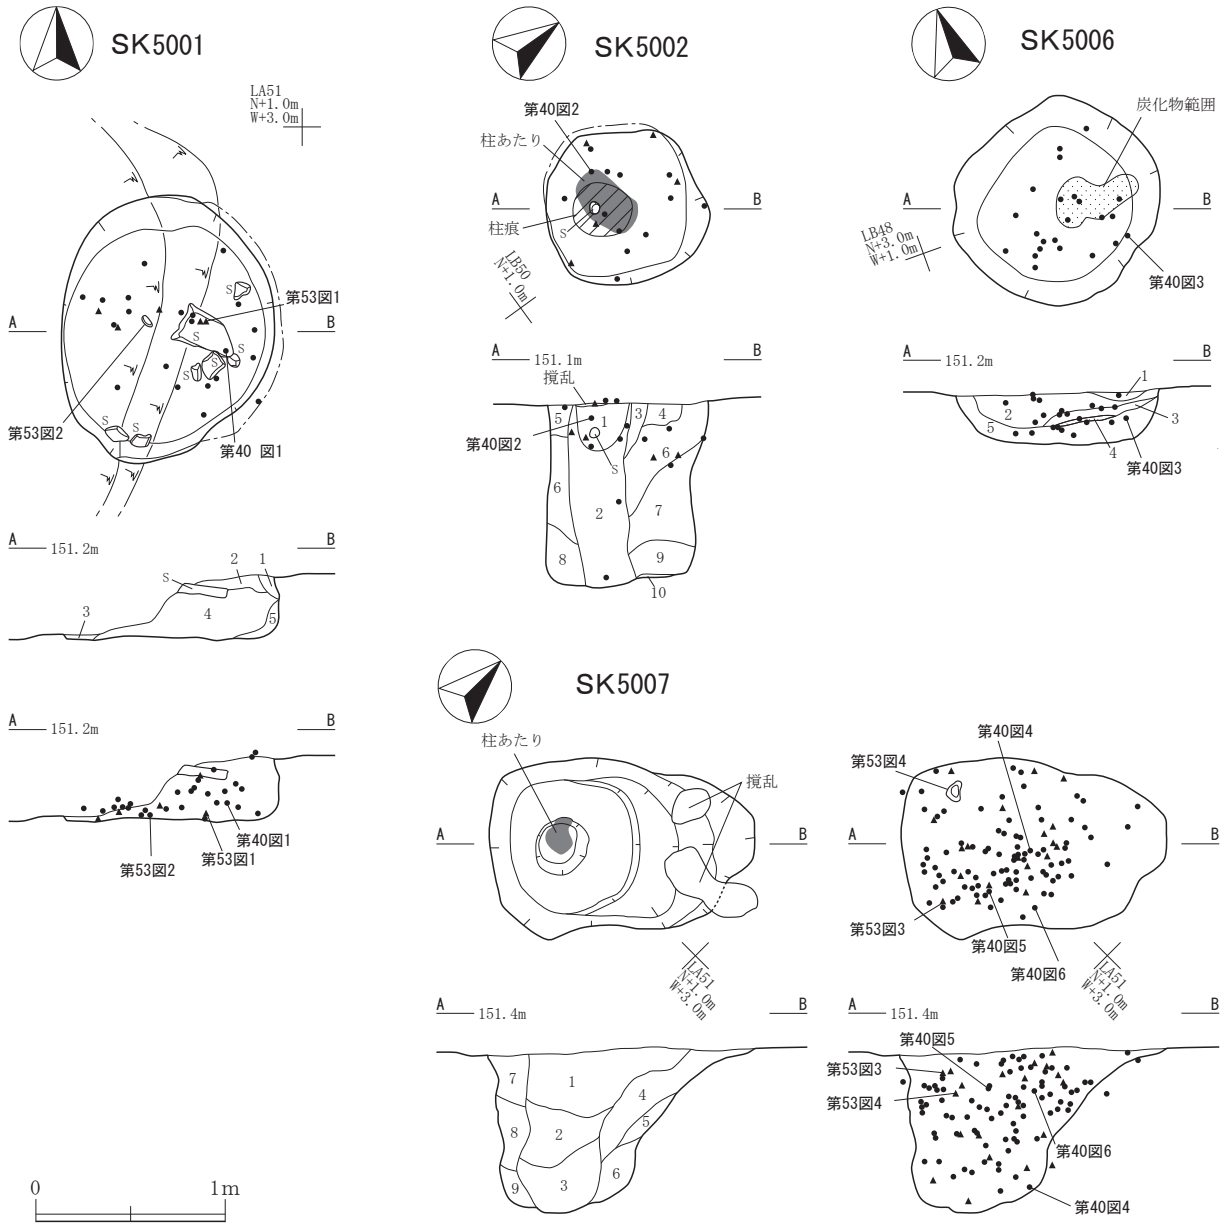 SK5001
LA51
N+1.0m
W+3.0m
S
第53図1
A
B
S
S
S
S
第53図2
S
S
第40 図1
A
151.2m
B
S
2
1
3
4
5
A
151.2m
B
第40図1
第53図1
第53図2
SK5002
第40図2
柱あたり
A
B
柱痕
S
LB50
N+1.0m
A
151.1m
B
撹乱
5
1
3
4
第40図2
S
6
6
2
7
8
9
10
SK5006
炭化物範囲
A
B
LB48
N+3.0m
W+1.0m
第40図3
A
151.2m
B
1
2
3
5
4
第40図3
SK5007
柱あたり
撹乱
A
B
LA51
N+1.0m
W+3.0m
A
151.4m
B
7
1
4
5
8
2
6
9
3
第40図4
第53図4
A
B
第53図3
第40図5
第40図6
LA51
N+1.0m
W+3.0m
A
151.4m
B
第40図5
第53図3
第53図4
第40図6
第40図4
0
1m